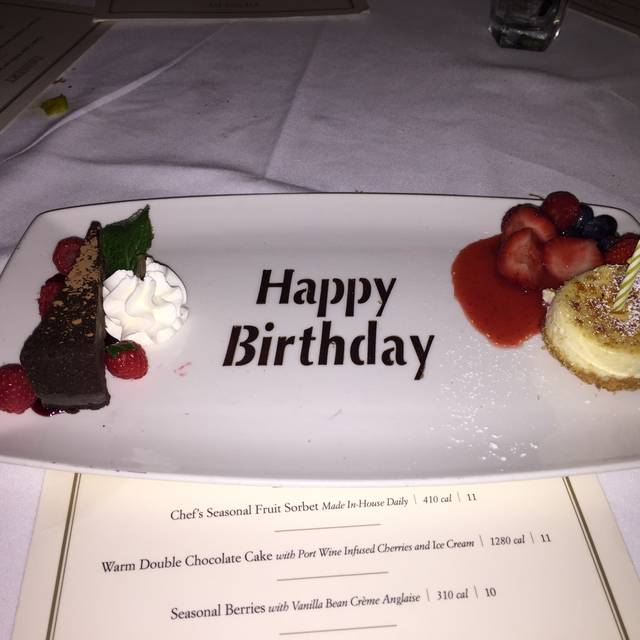 Happy
Birthday
Chef's Seasonal Fruit Sorbet Made In-House Daily | 410 cal | 11
Warm Double Chocolate Cake with Port Wine Infused Cherries and Ice Cream | 1280 cal | 11
Seasonal Berries with Vanilla Bean Crème Anglaise | 310 cal | 10